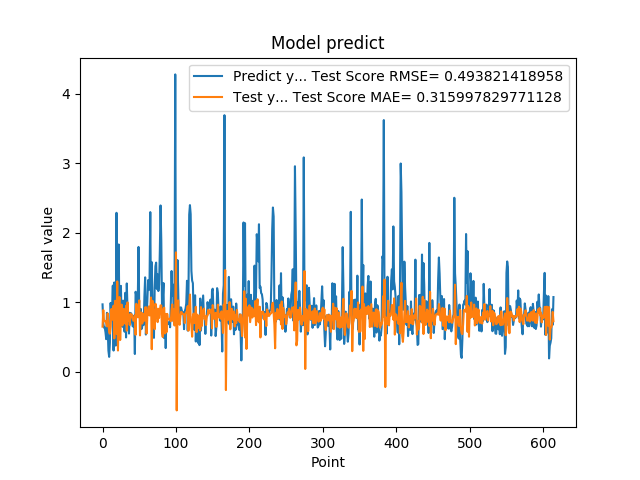 Model predict
Predict y... Test Score RMSE= 0.493821418958
Test y... Test Score MAE= 0.315997829771128
Real value
4
3
2
1
0
0 100 200 300 400 500 600
Point